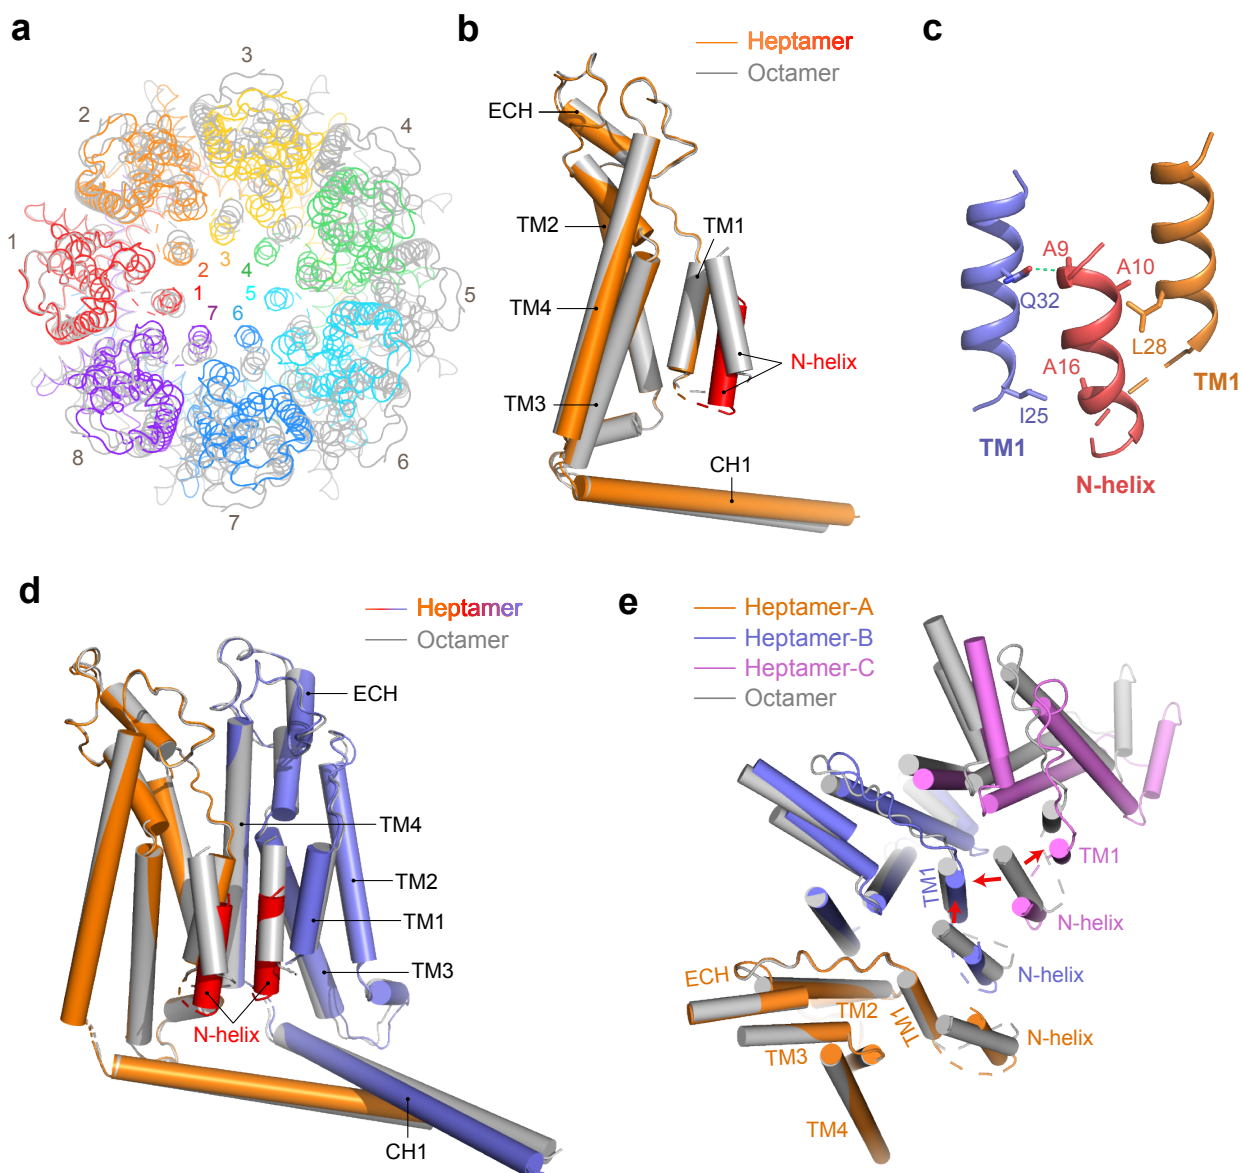 a
3
2
4
1
2
3
4
1
5
5
7
6
8
6
7
b
Heptamer
Octamer
ECH
TM2
TM1
TM4
N-helix
TM3
CH1
c
A9
A10
Q32
L28
A16
I25
TM1
TM1
N-helix
d
Heptamer
Octamer
ECH
TM4
TM2
TM1
TM3
N-helix
CH1
e
Heptamer-A
Heptamer-B
Heptamer-C
Octamer
TM1
TM1
N-helix
N-helix
ECH
TM2
TM1
N-helix
TM3
TM4